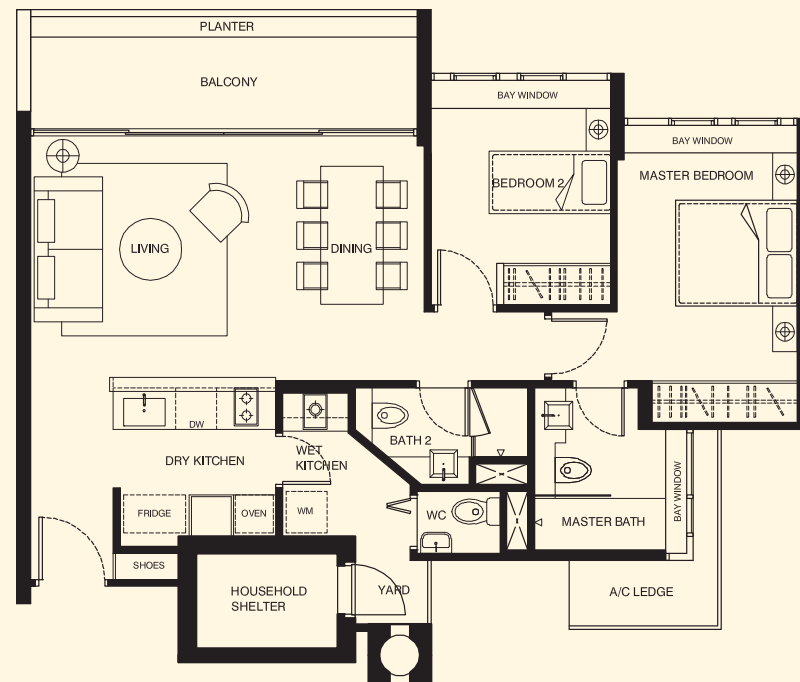 PLANTER
BALCONY
BAY WINDOW
BEDROOM 2
BAY WINDOW
MASTER BEDROOM
LIVING
DINING
DW
DRY KITCHEN
WET
KITCHEN
BATH 2
FRIDGE
OVEN
WM
WC
MASTER BATH
BAY WINDOW
SHOES
HOUSEHOLD
SHELTER
YARD
A/C LEDGE